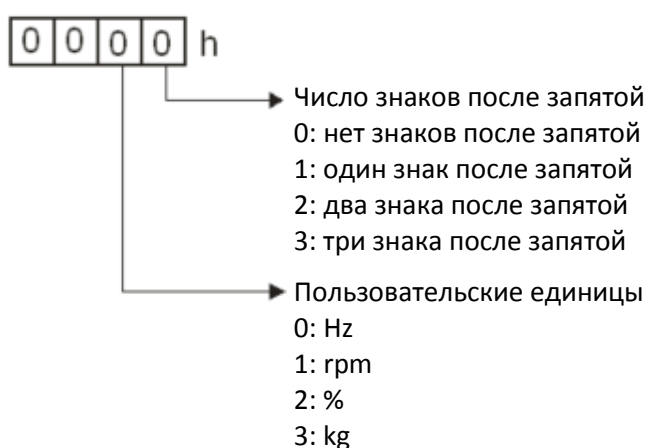 0 0 0 0 h
Число знаков после запятой
0: нет знаков после запятой
1: один знак после запятой
2: два знака после запятой
3: три знака после запятой
Пользовательские единицы
0: Hz
1: rpm
2: %
3: kg